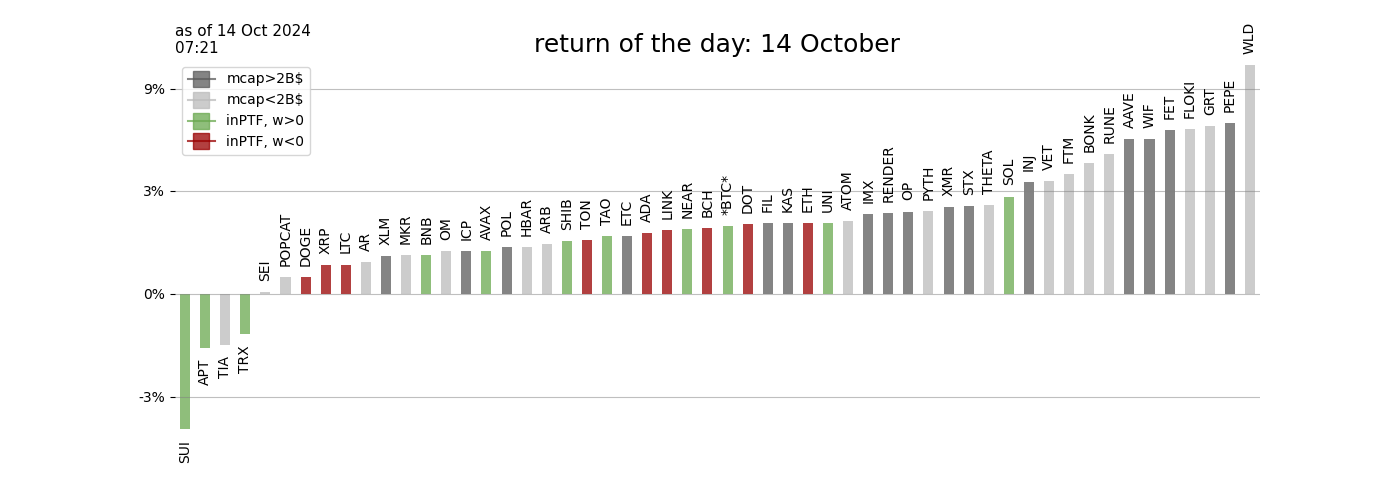 as of 14 Oct 2024
07:21
return of the day: 14 October
mcap>2B$
mcap<2B$
inPTF, w>0
inPTF, w<0
9%
3%
0%
-3%
SUI
APT
TIA
TRX
SEI
POPCAT
DOGE
XRP
LTC
AR
XLM
MKR
BNB
OM
ICP
AVAX
POL
HBAR
ARB
SHIB
TON
TAO
ETC
ADA
LINK
NEAR
BCH
*BTC*
DOT
FIL
KAS
ETH
UNI
ATOM
IMX
RENDER
OP
PYTH
XMR
STX
THETA
SOL
INJ
VET
FTM
BONK
RUNE
AAVE
WIF
FET
FLOKI
GRT
PEPE
WLD